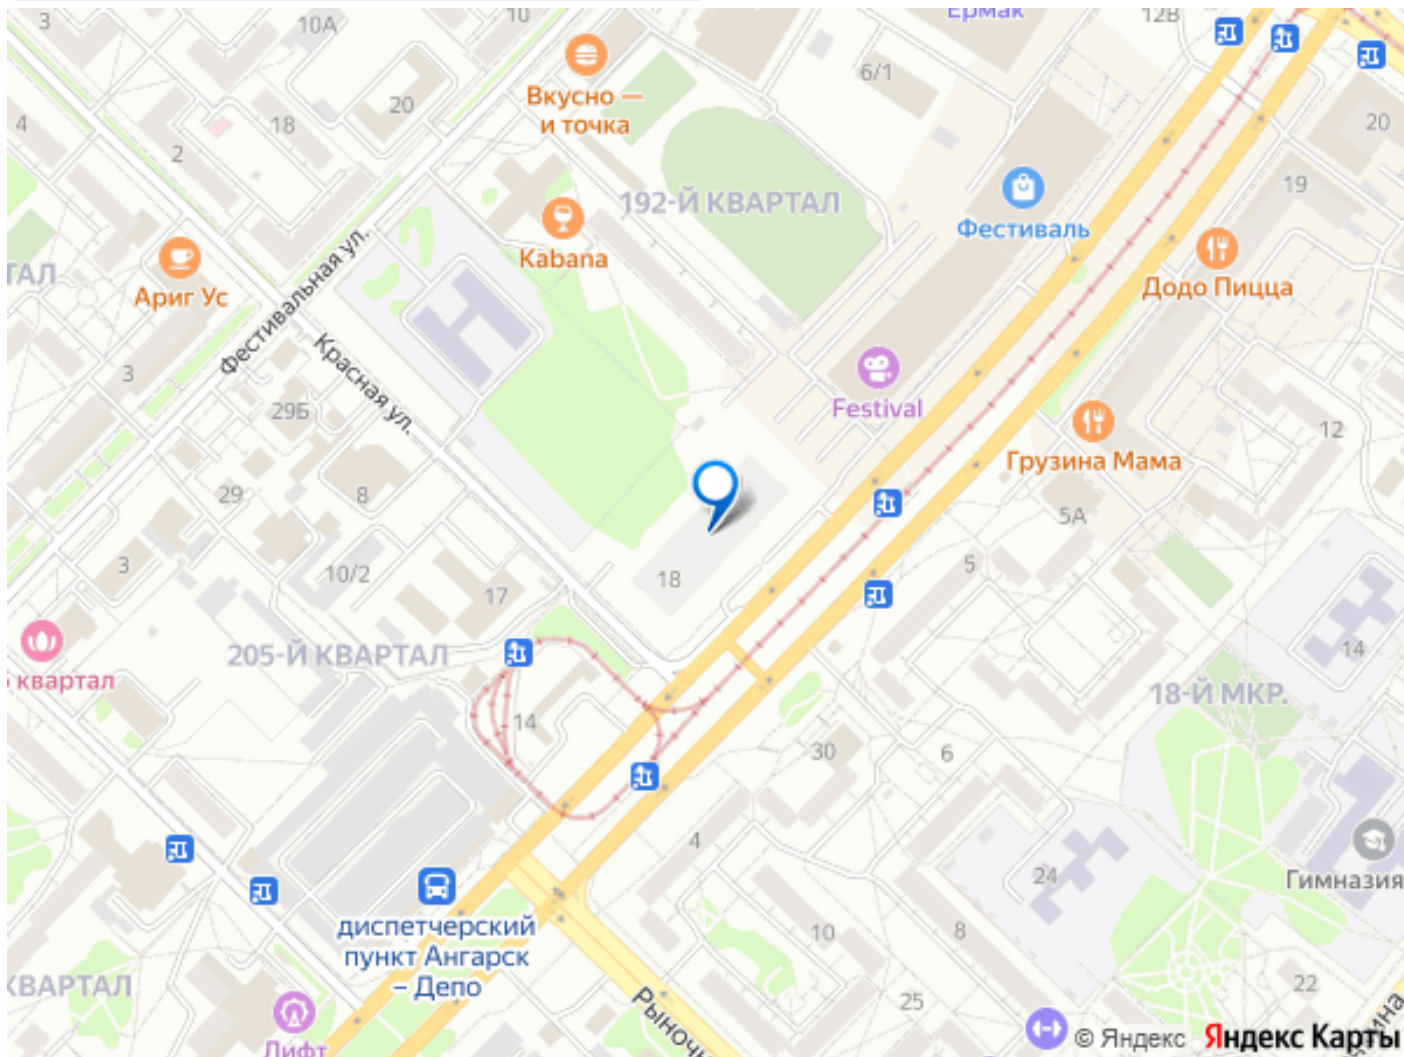 3
10А
10
Ермак
12В
Вкусно —
и точка
6/1
20
4
18
2
20
19
192-Й КВАРТАЛ
Фестиваль
Kabana
Додо Пицца
Ариг Ус
Фестивальная ул.
Красная ул.
3
29Б
Festival
12
Грузина Мама
29
8
5А
3
10/2
5
18
17
14
205-Й КВАРТАЛ
квартал
18-Й МКР.
14
30
6
4
24
Гимназия
диспетчерский
пункт Ангарск
– Депо
10
8
КВАРТАЛ
22
25
Лифт
© Яндекс
Яндекс Карты